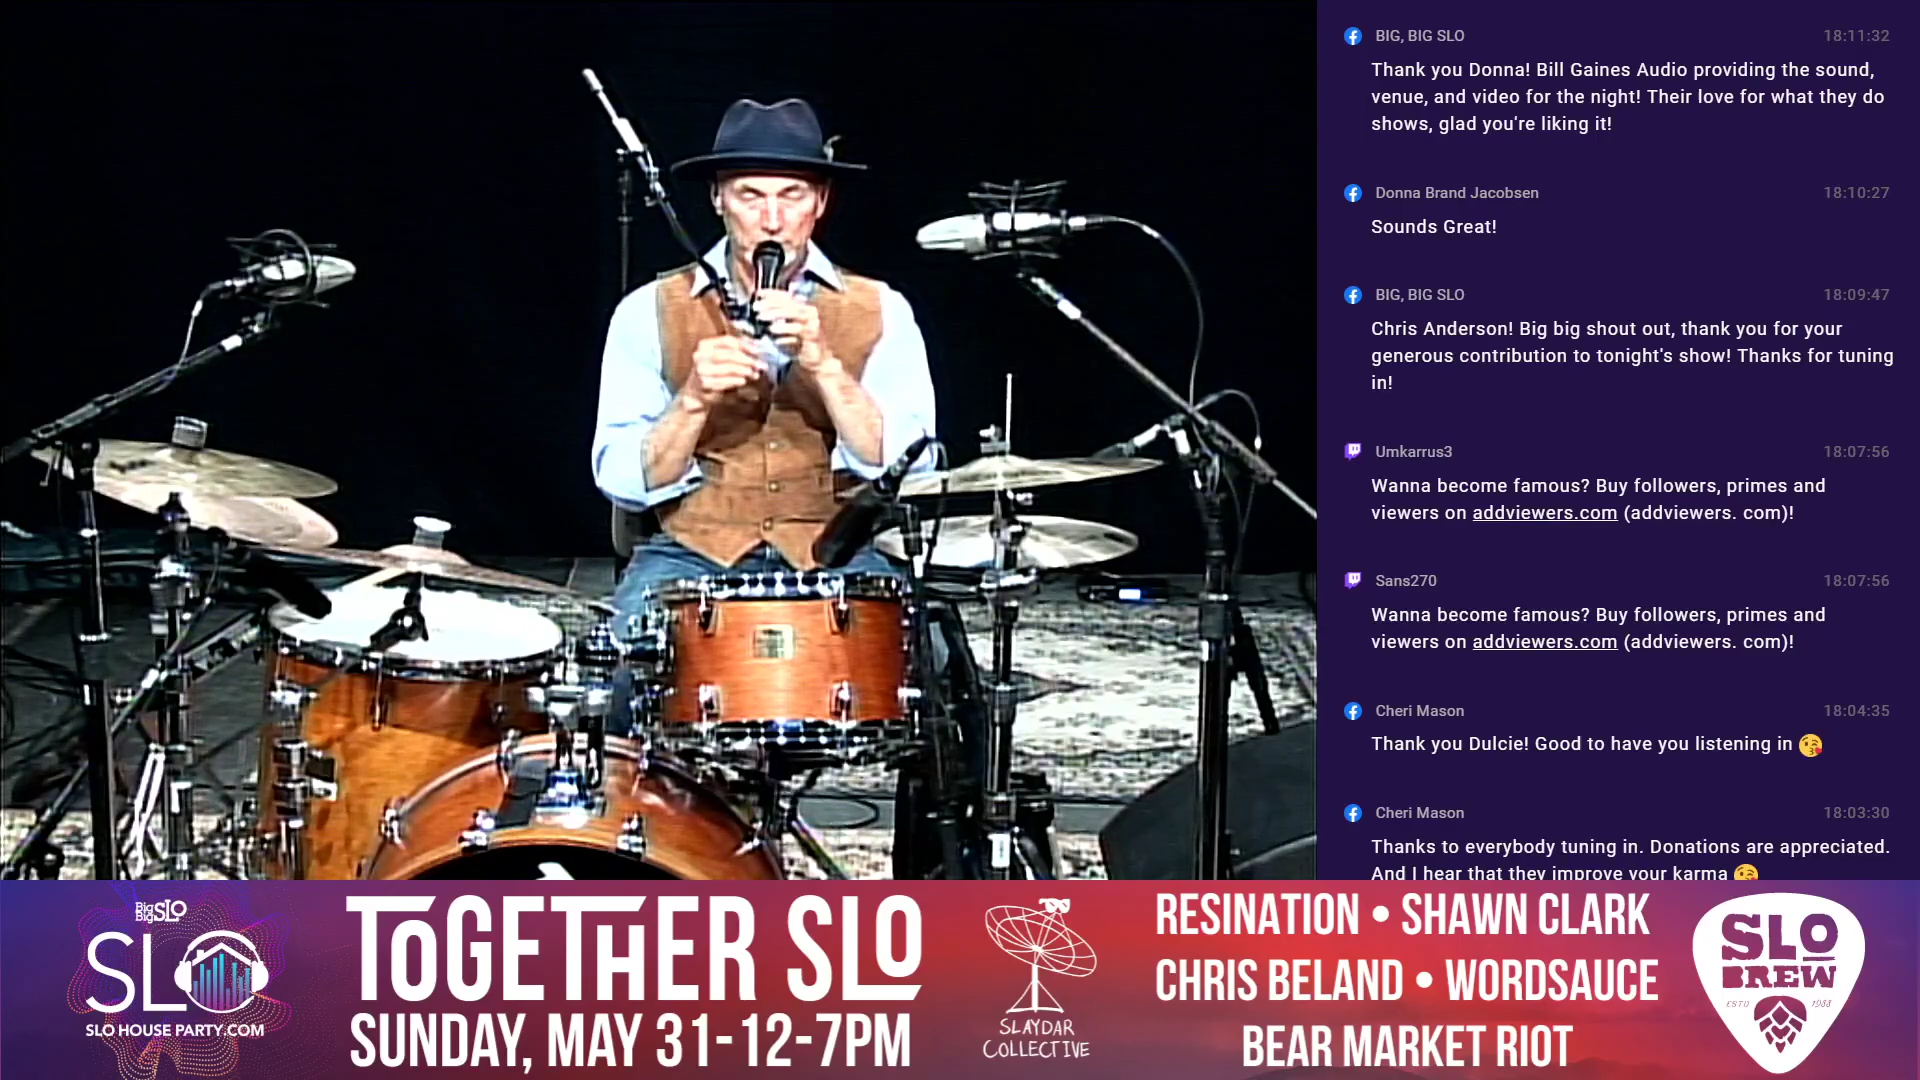 BIG, BIG SLO 18:11:32
Thank you Donna! Bill Gaines Audio providing the sound,
venue, and video for the night! Their love for what they do
shows, glad you're liking it!
Donna Brand Jacobsen 18:10:27
Sounds Great!
BIG, BIG SLO 18:09:47
Chris Anderson! Big big shout out, thank you for your
generous contribution to tonight's show! Thanks for tuning
in!
Umkarrus3 18:07:56
Wanna become famous? Buy followers, primes and
viewers on addviewers.com (addviewers. com)!
Sans270 18:07:56
Wanna become famous? Buy followers, primes and
viewers on addviewers.com (addviewers. com)!
Cheri Mason 18:04:35
Thank you Dulcie! Good to have you listening in 😘
Cheri Mason 18:03:30
Thanks to everybody tuning in. Donations are appreciated.
And I hear that they improve your karma 😘
Big Big SLO
SLO
SLO HOUSE PARTY.COM
ToGETHER SLo
SUNDAY, MAY 31-12-7PM
SLAYDAR
COLLECTIVE
RESINATION • SHAWN CLARK
CHRIS BELAND • WORDSAUCE
BEAR MARKET RIOT
SLO
BREW
ESTD 1988